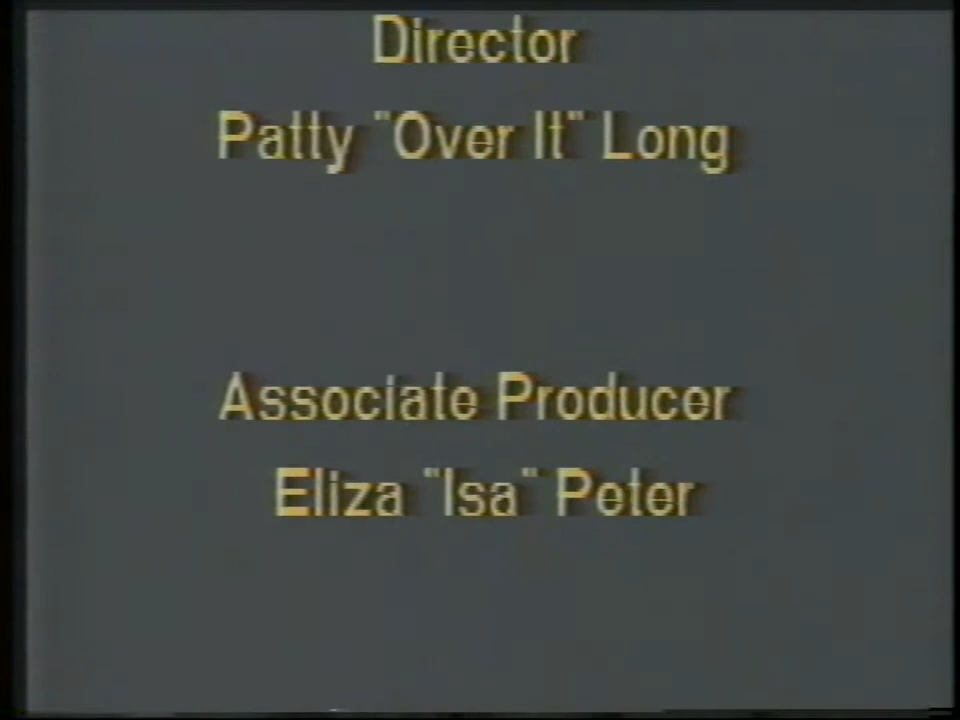 Director
Patty "Over It" Long
Associate Producer
Eliza "Isa" Peter